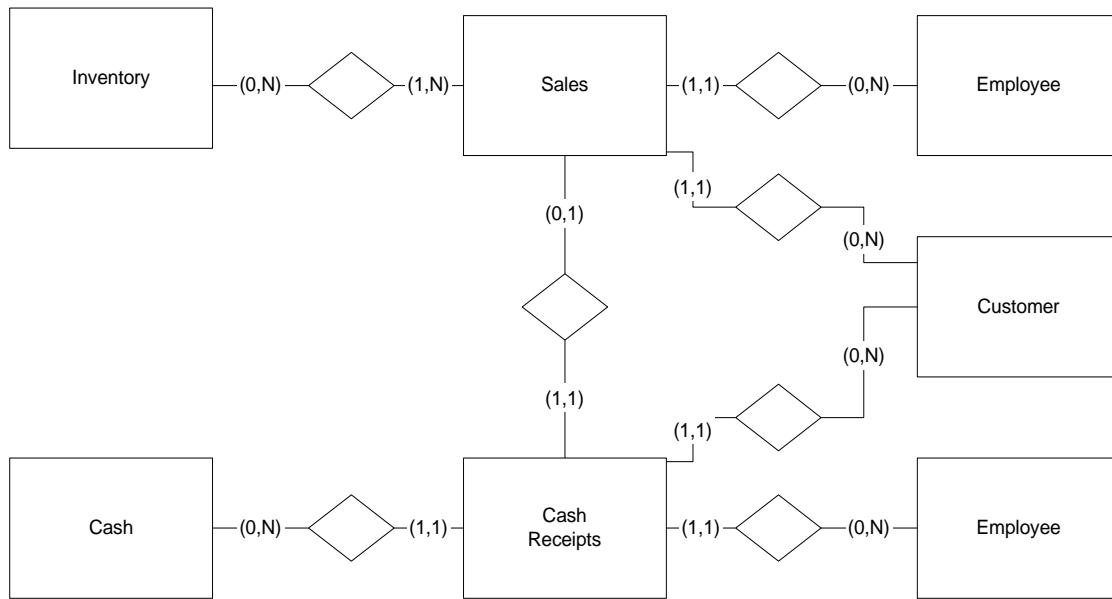 Inventory
(0,N)
(1,N)
Sales
(1,1)
(0,N)
Employee
(1,1)
(0,N)
(0,1)
Customer
(0,N)
(1,1)
(1,1)
Cash
(0,N)
(1,1)
Cash
Receipts
(1,1)
(0,N)
Employee